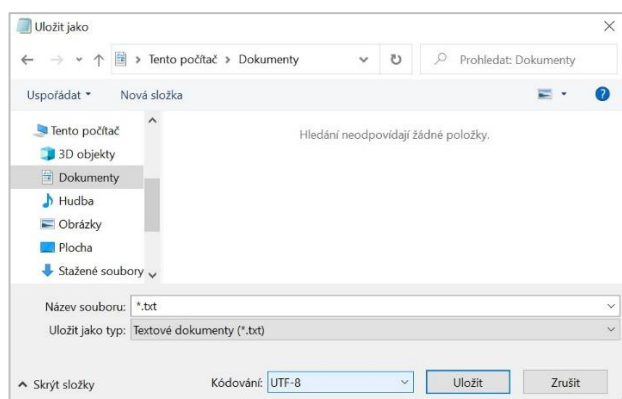 Uložit jako
Tento počítač > Dokumenty
Prohledat: Dokumenty
Uspořádat
Nová složka
Tento počítač
3D objekty
Dokumenty
Hudba
Obrázky
Plocha
Stažené soubory
Hledání neodpovídají žádné položky.
Název souboru: *.txt
Uložit jako typ: Textové dokumenty (*.txt)
Skrýt složky
Kódování: UTF-8
Uložit
Zrušit